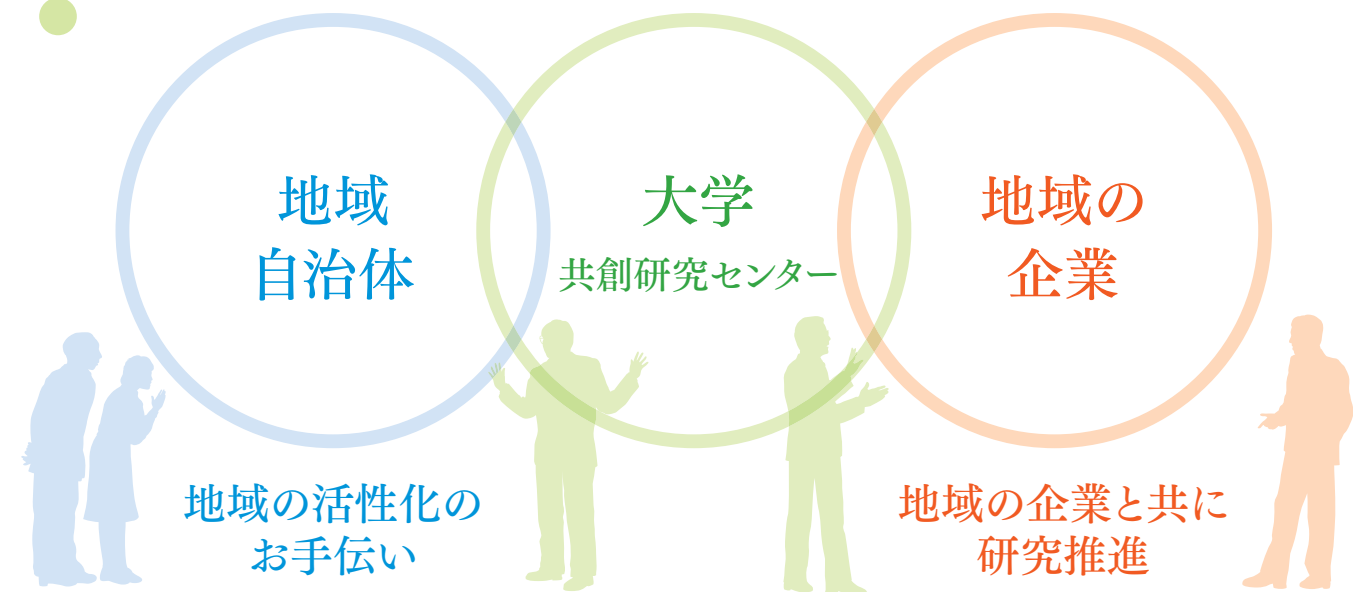 地域
自治体
大学
共創研究センター
地域の
企業
地域の活性化の
お手伝い
地域の企業と共に
研究推進